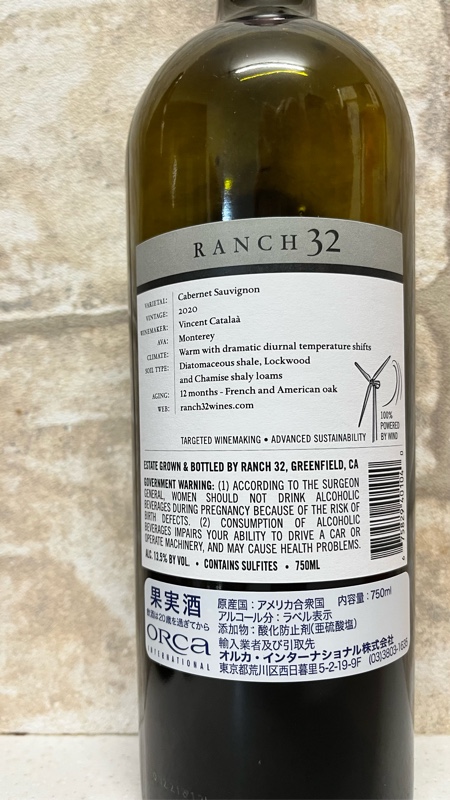 RANCH 32
VARIETAL: Cabernet Sauvignon
VINTAGE: 2020
WINEMAKER: Vincent Catalaà
AVA: Monterey
CLIMATE: Warm with dramatic diurnal temperature shifts
SOIL TYPE: Diatomaceous shale, Lockwood
and Chamise shaly loams
AGING: 12 months - French and American oak
WEB: ranch32wines.com
100%
POWERED
BY WIND
TARGETED WINEMAKING • ADVANCED SUSTAINABILITY
ESTATE GROWN & BOTTLED BY RANCH 32, GREENFIELD, CA
GOVERNMENT WARNING: (1) ACCORDING TO THE SURGEON
GENERAL, WOMEN SHOULD NOT DRINK ALCOHOLIC
BEVERAGES DURING PREGNANCY BECAUSE OF THE RISK OF
BIRTH DEFECTS. (2) CONSUMPTION OF ALCOHOLIC
BEVERAGES IMPAIRS YOUR ABILITY TO DRIVE A CAR OR
OPERATE MACHINERY, AND MAY CAUSE HEALTH PROBLEMS.
ALC. 13.5% BY VOL. • CONTAINS SULFITES • 750ML
果実酒
飲酒は20歳を過ぎてから
ORCA
INTERNATIONAL
原産国：アメリカ合衆国 内容量：750ml
アルコール分：ラベル表示
添加物：酸化防止剤(亜硫酸塩)
輸入業者及び引取先
オルカ・インターナショナル株式会社
東京都荒川区西日暮里5-2-19-9F (03)3803-1635